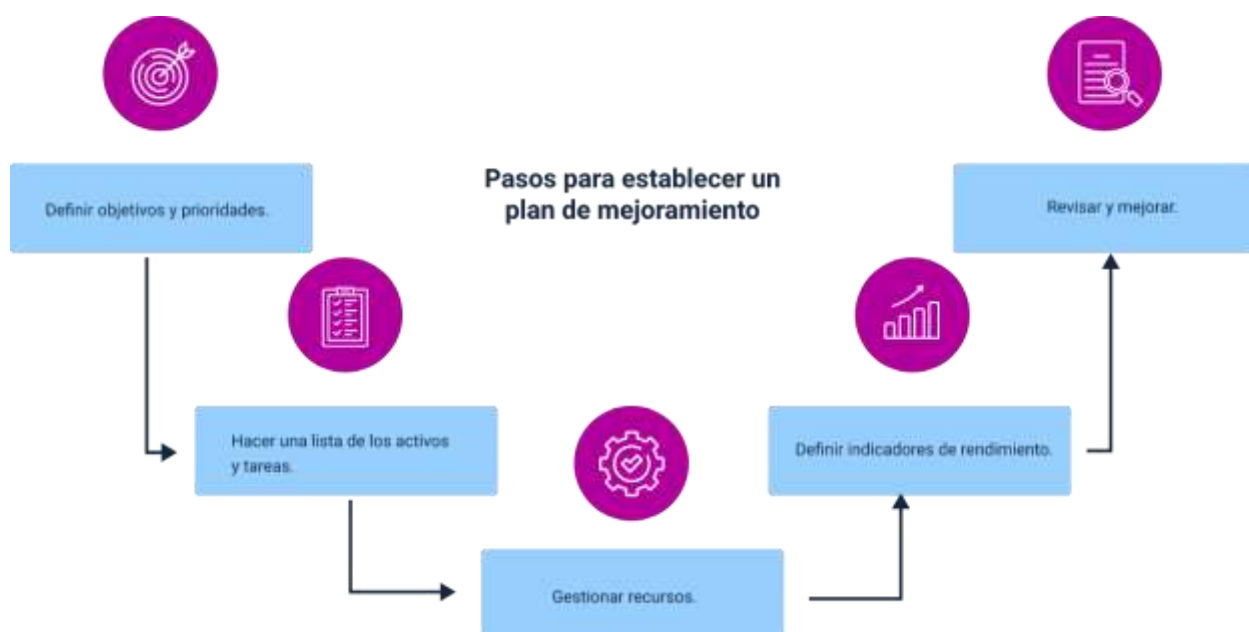 Pasos para establecer un
plan de mejoramiento
Definir objetivos y prioridades.
Hacer una lista de los activos
y tareas.
Gestionar recursos.
Definir indicadores de rendimiento.
Revisar y mejorar.